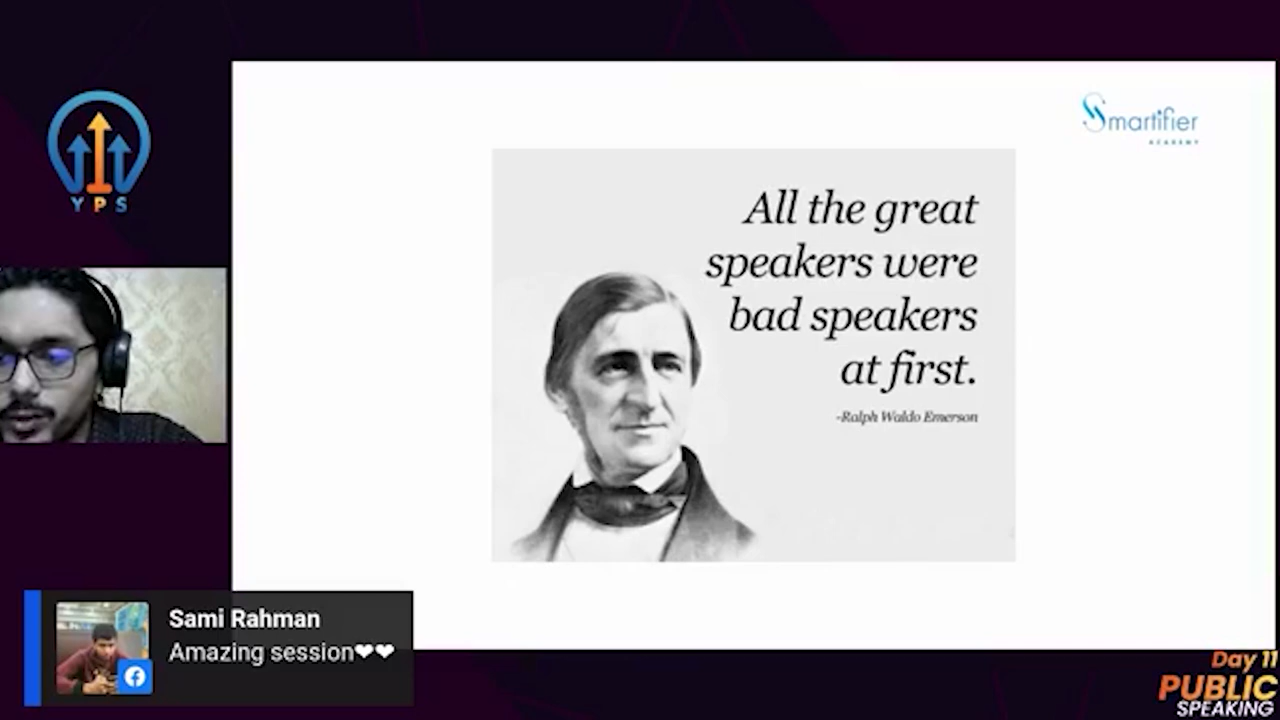 YPS
Smartifier
ACADEMY
All the great
speakers were
bad speakers
at first.
-Ralph Waldo Emerson
Sami Rahman
Amazing session❤❤
Day 11
PUBLIC
SPEAKING